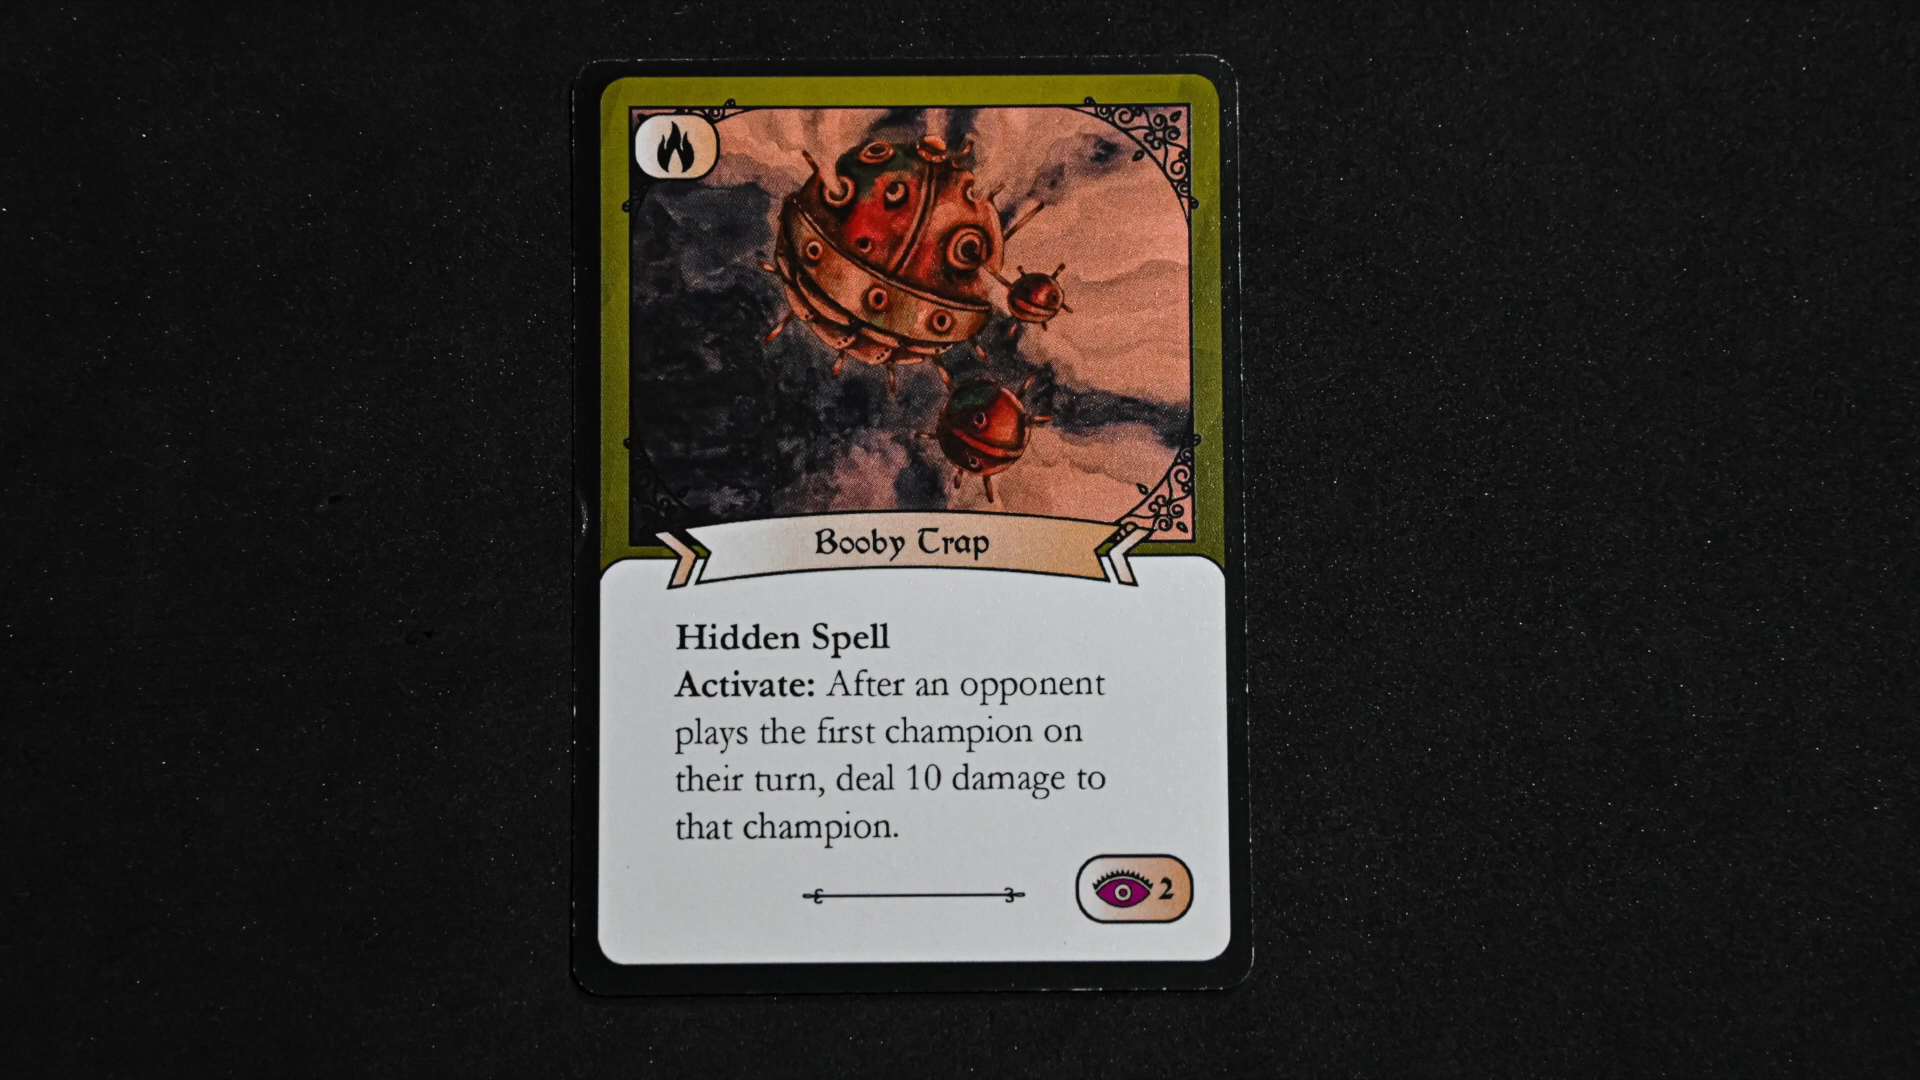 Booby Trap
Hidden Spell
Activate: After an opponent
plays the first champion on
their turn, deal 10 damage to
that champion.
2